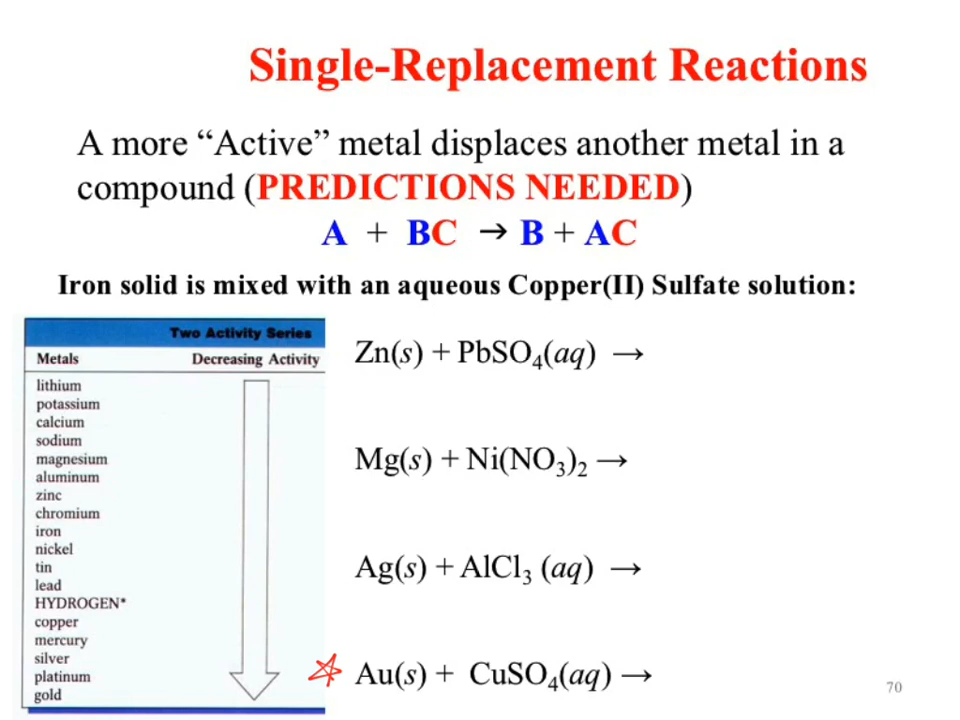 Single-Replacement Reactions
A more “Active” metal displaces another metal in a
compound (PREDICTIONS NEEDED)
A + BC → B + AC
Iron solid is mixed with an aqueous Copper(II) Sulfate solution:
Two Activity Series
Metals Decreasing Activity
lithium
potassium
calcium
sodium
magnesium
aluminum
zinc
chromium
iron
nickel
tin
lead
HYDROGEN*
copper
mercury
silver
platinum
gold
Zn(s) + PbSO₄(aq) →
Mg(s) + Ni(NO₃)₂ →
Ag(s) + AlCl₃ (aq) →
Au(s) + CuSO₄(aq) →
70